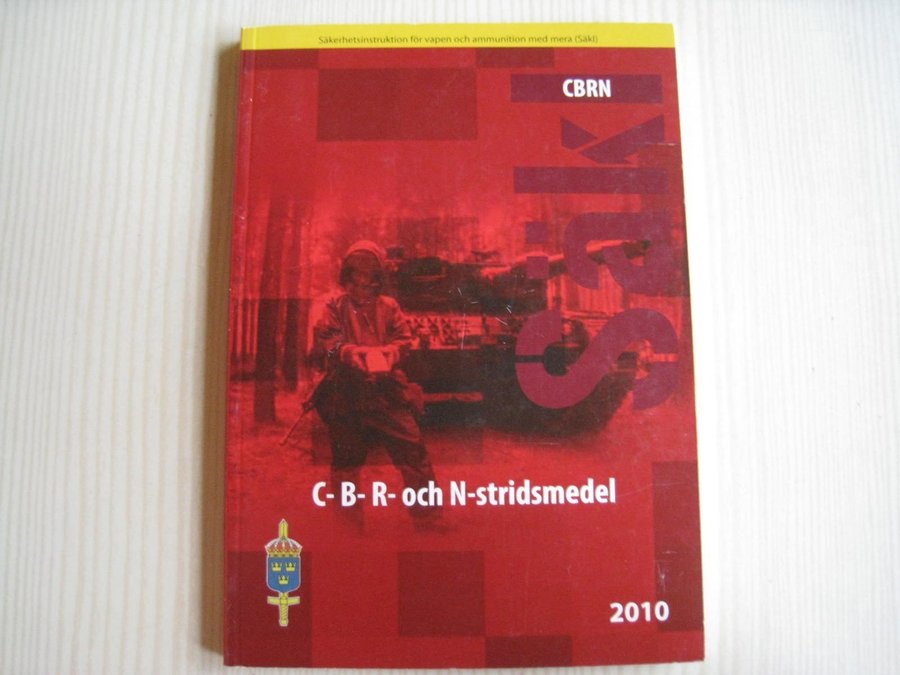 Säkerhetsinstruktion för vapen och ammunition med mera (SäkI)
CBRN
SäkI
C- B- R- och N-stridsmedel
2010